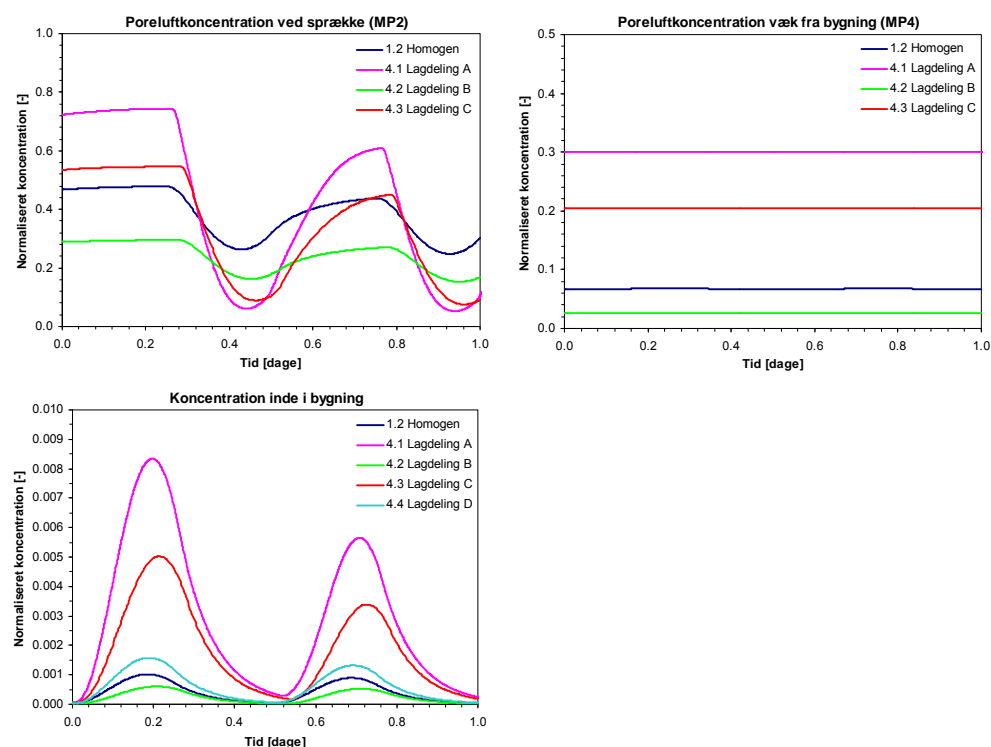 Poreluftkoncentration ved sprække (MP2)
Normaliseret koncentration [-]
1.0
0.8
0.6
0.4
0.2
0.0
1.2 Homogen
4.1 Lagdeling A
4.2 Lagdeling B
4.3 Lagdeling C
0.0 0.2 0.4 0.6 0.8 1.0
Tid [dage]
Poreluftkoncentration væk fra bygning (MP4)
Normaliseret koncentration [-]
0.5
0.4
0.3
0.2
0.1
0.0
1.2 Homogen
4.1 Lagdeling A
4.2 Lagdeling B
4.3 Lagdeling C
0.0 0.2 0.4 0.6 0.8 1.0
Tid [dage]
Koncentration inde i bygning
Normaliseret koncentration [-]
0.010
0.009
0.008
0.007
0.006
0.005
0.004
0.003
0.002
0.001
0.000
1.2 Homogen
4.1 Lagdeling A
4.2 Lagdeling B
4.3 Lagdeling C
4.4 Lagdeling D
0.0 0.2 0.4 0.6 0.8 1.0
Tid [dage]